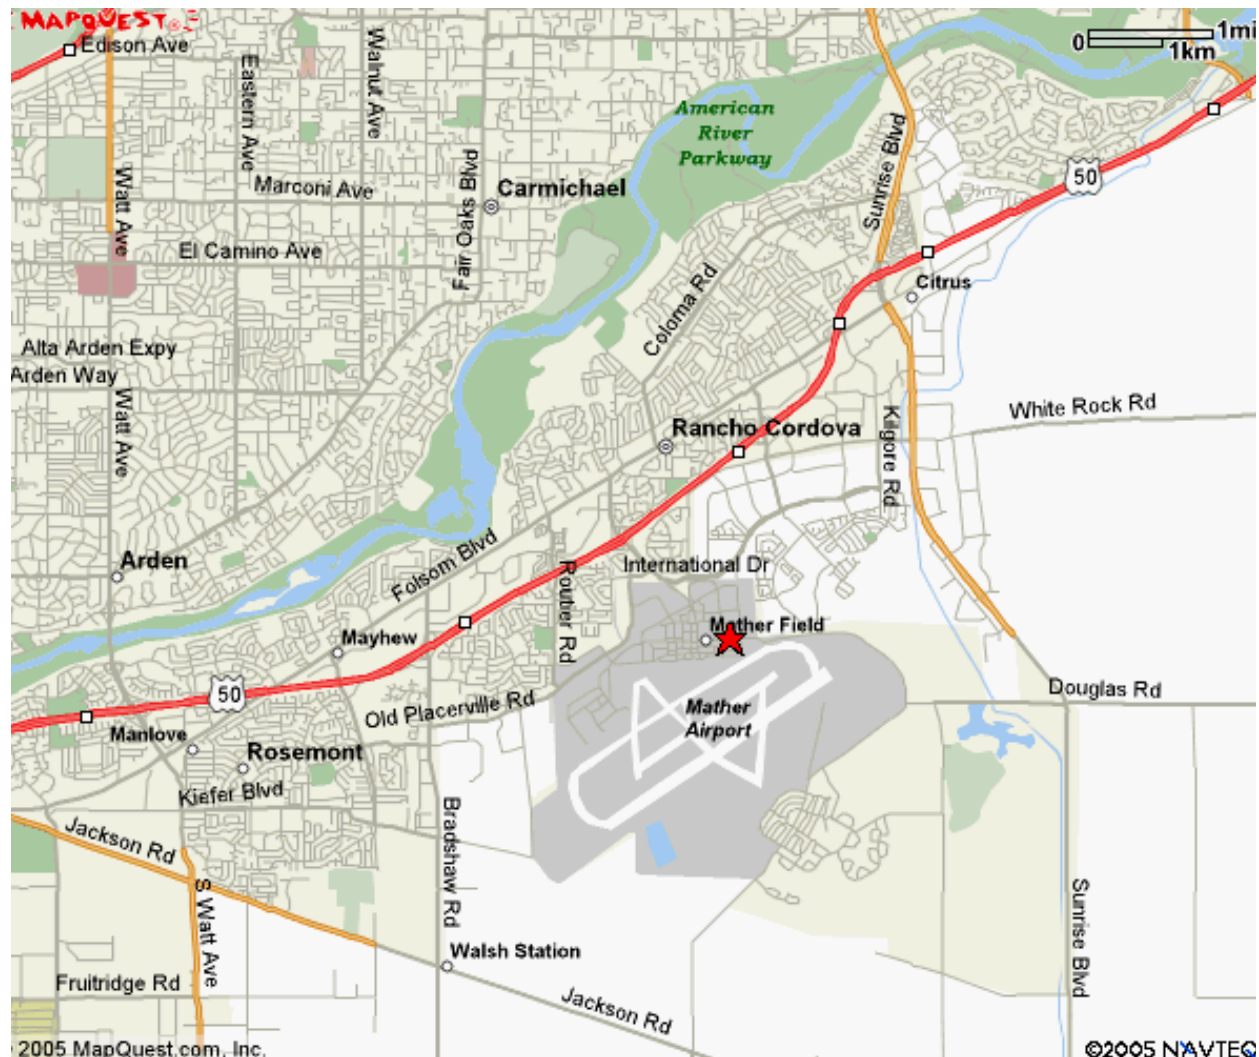 MAPQUEST
0 1mi
1km
Edison Ave
Eastern Ave
Walnut Ave
Watt Ave
Marconi Ave
Fair Oaks Blvd
Carmichael
American
River
Parkway
Sunrise Blvd
50
El Camino Ave
Citrus
Coloma Rd
Alta Arden Expy
Arden Way
Watt Ave
Rancho Cordova
Kilgore Rd
White Rock Rd
Arden
Folsom Blvd
Routier Rd
International Dr
Mayhew
Mather Field
50
Old Placerville Rd
Mather
Airport
Douglas Rd
Manlove
Rosemont
Kiefer Blvd
Jackson Rd
Bradshaw Rd
S Watt Ave
Sunrise Blvd
Walsh Station
Fruitridge Rd
Jackson Rd
2005 MapQuest.com, Inc.
©2005 NAVTEQ